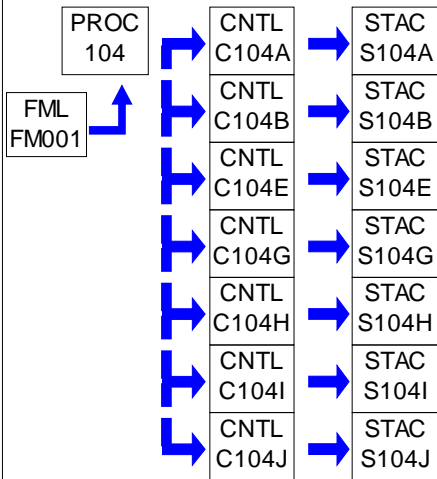 PROC
104
FML
FM001
CNTL
C104A
STAC
S104A
CNTL
C104B
STAC
S104B
CNTL
C104E
STAC
S104E
CNTL
C104G
STAC
S104G
CNTL
C104H
STAC
S104H
CNTL
C104I
STAC
S104I
CNTL
C104J
STAC
S104J